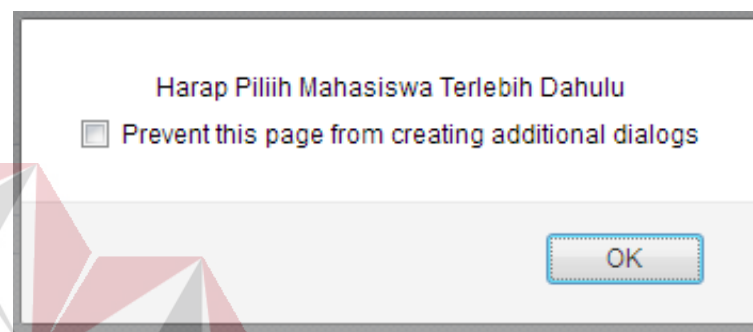 Harap Piliih Mahasiswa Terlebih Dahulu
Prevent this page from creating additional dialogs
OK